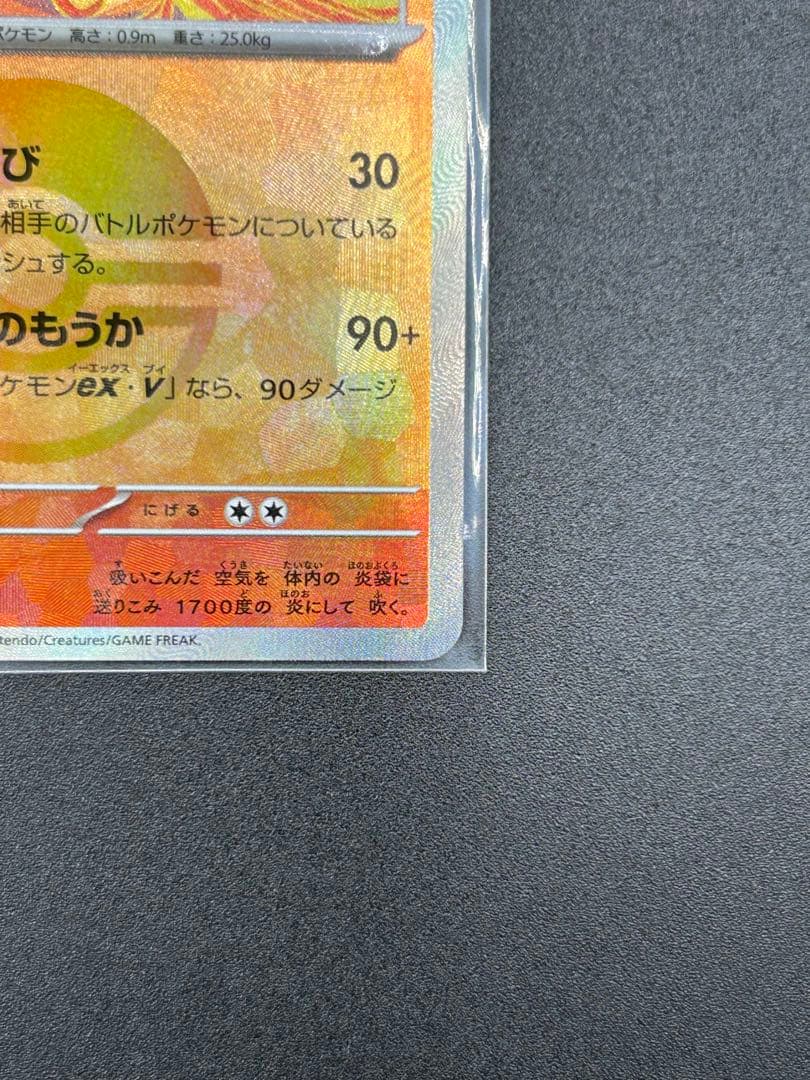 ポケモン 高さ：0.9m 重さ：25.0kg
び 30
あいて
相手のバトルポケモンについている
シュする。
のもうか 90+
イーエックス ブイ
ケモンex・V」なら、90ダメージ
にげる
す くうき たいない ほのおぶくろ
吸いこんだ 空気を 体内の 炎袋に
おく ど ほのお ふ
送りこみ 1700度の 炎にして 吹く。
tendo/Creatures/GAME FREAK.